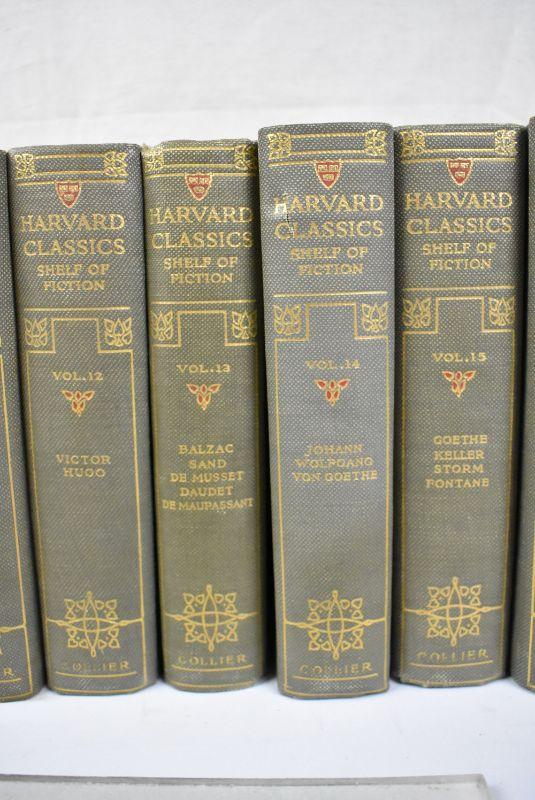 HARVARD
CLASSICS
SHELF OF
FICTION
VOL.12
VICTOR
HUGO
COLLIER
HARVARD
CLASSICS
SHELF OF
FICTION
VOL.13
BALZAC
SAND
DE MUSSET
DAUDET
DE MAUPASSANT
COLLIER
HARVARD
CLASSICS
SHELF OF
FICTION
VOL.14
JOHANN
WOLFGANG
VON GOETHE
COLLIER
HARVARD
CLASSICS
SHELF OF
FICTION
VOL.15
GOETHE
KELLER
STORM
FONTANE
COLLIER